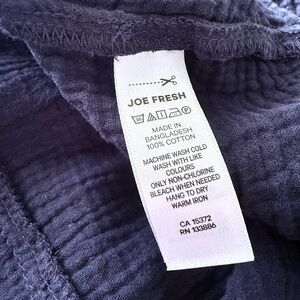 JOE FRESH
MADE IN
BANGLADESH
100% COTTON
MACHINE WASH COLD
WASH WITH LIKE
COLOURS
ONLY NON-CHLORINE
BLEACH WHEN NEEDED
HANG TO DRY
WARM IRON
CA 15372
RN 133886